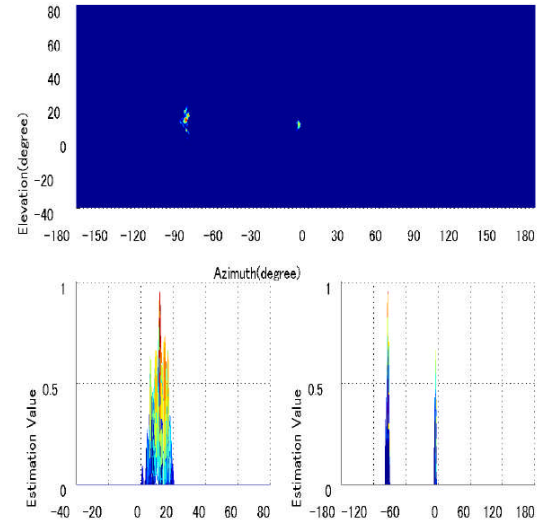 80
60
40
20
0
-20
-40
Elevation(degree)
-180 -150 -120 -90 -60 0 30 60 90 120 150 180
Azimuth(degree)
1
0.5
0
Estimation Value
-40 -20 0 20 40 60 80
1
0.5
0
Estimation Value
-180 -120 -60 0 60 120 180